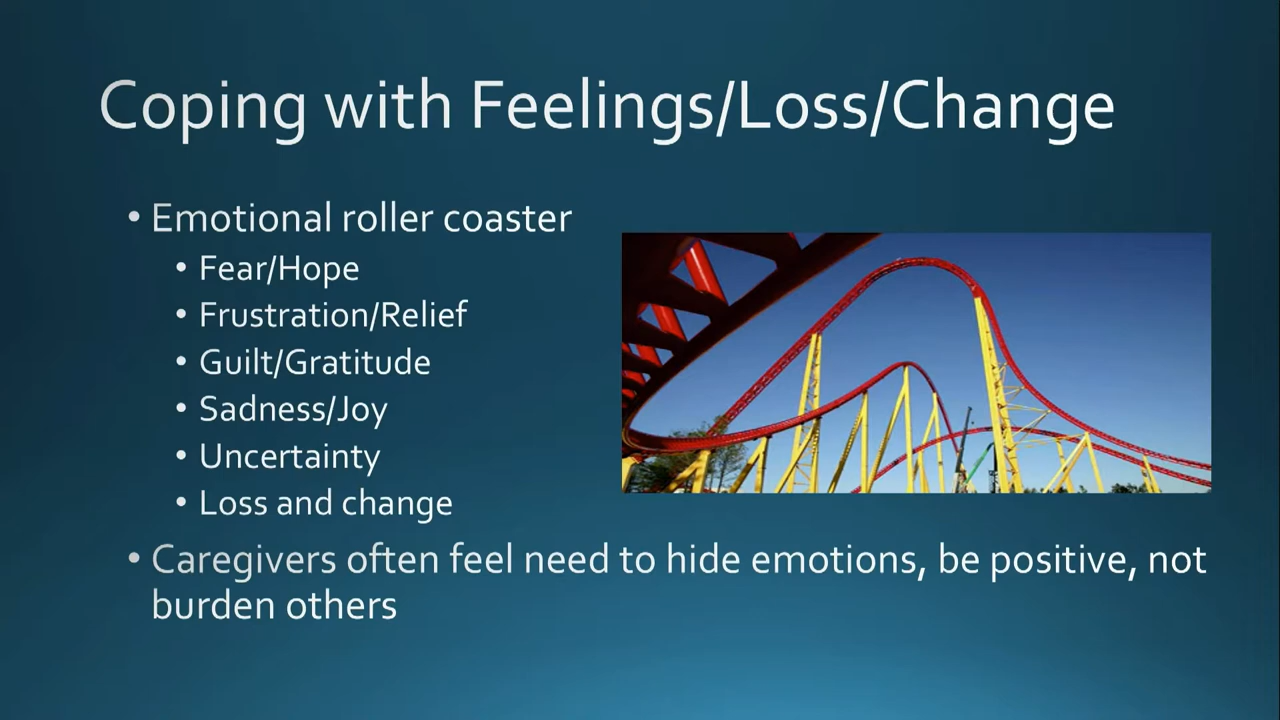 Coping with Feelings/Loss/Change
• Emotional roller coaster
• Fear/Hope
• Frustration/Relief
• Guilt/Gratitude
• Sadness/Joy
• Uncertainty
• Loss and change
• Caregivers often feel need to hide emotions, be positive, not
burden others